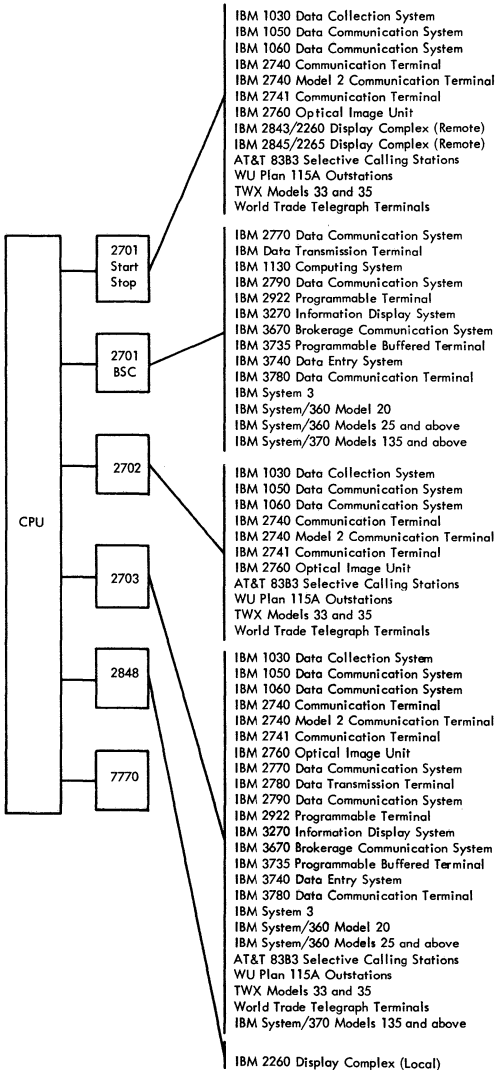 IBM 1030 Data Collection System
IBM 1050 Data Communication System
IBM 1060 Data Communication System
IBM 2740 Communication Terminal
IBM 2740 Model 2 Communication Terminal
IBM 2741 Communication Terminal
IBM 2760 Optical Image Unit
IBM 2843/2260 Display Complex (Remote)
IBM 2845/2265 Display Complex (Remote)
AT&T 83B3 Selective Calling Stations
WU Plan 115A Outstations
TWX Models 33 and 35
World Trade Telegraph Terminals
2701
Start
Stop
IBM 2770 Data Communication System
IBM Data Transmission Terminal
IBM 1130 Computing System
IBM 2790 Data Communication System
IBM 2922 Programmable Terminal
IBM 3270 Information Display System
IBM 3670 Brokerage Communication System
IBM 3735 Programmable Buffered Terminal
IBM 3740 Data Entry System
IBM 3780 Data Communication Terminal
IBM System 3
IBM System/360 Model 20
IBM System/360 Models 25 and above
IBM System/370 Models 135 and above
2701
BSC
2702
IBM 1030 Data Collection System
IBM 1050 Data Communication System
IBM 1060 Data Communication System
IBM 2740 Communication Terminal
IBM 2740 Model 2 Communication Terminal
IBM 2741 Communication Terminal
IBM 2760 Optical Image Unit
AT&T 83B3 Selective Calling Stations
WU Plan 115A Outstations
TWX Models 33 and 35
World Trade Telegraph Terminals
CPU
2703
2848
7770
IBM 1030 Data Collection System
IBM 1050 Data Communication System
IBM 1060 Data Communication System
IBM 2740 Communication Terminal
IBM 2740 Model 2 Communication Terminal
IBM 2741 Communication Terminal
IBM 2760 Optical Image Unit
IBM 2770 Data Communication System
IBM 2780 Data Transmission Terminal
IBM 2790 Data Communication System
IBM 2922 Programmable Terminal
IBM 3270 Information Display System
IBM 3670 Brokerage Communication System
IBM 3735 Programmable Buffered Terminal
IBM 3740 Data Entry System
IBM 3780 Data Communication Terminal
IBM System 3
IBM System/360 Model 20
IBM System/360 Models 25 and above
AT&T 83B3 Selective Calling Stations
WU Plan 115A Outstations
TWX Models 33 and 35
World Trade Telegraph Terminals
IBM System/370 Models 135 and above
IBM 2260 Display Complex (Local)